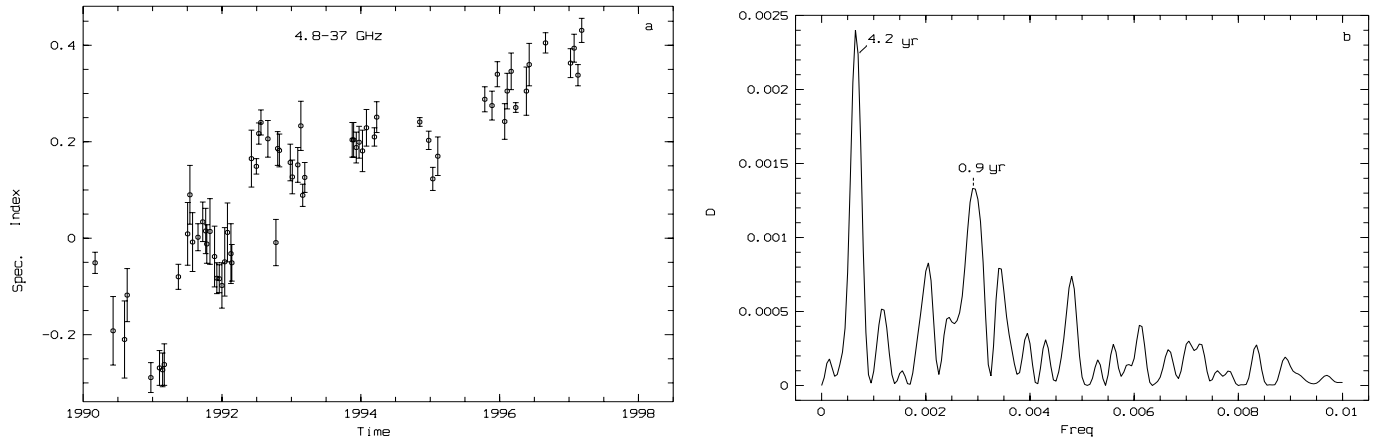 a
4.8-37 GHz
0.4
0.2
0
-0.2
Spec. Index
1990 1992 1994 1996 1998
Time
b
4.2 yr
0.9 yr
0.0025
0.002
0.0015
0.001
0.0005
0
D
0 0.002 0.004 0.006 0.008 0.01
Freq